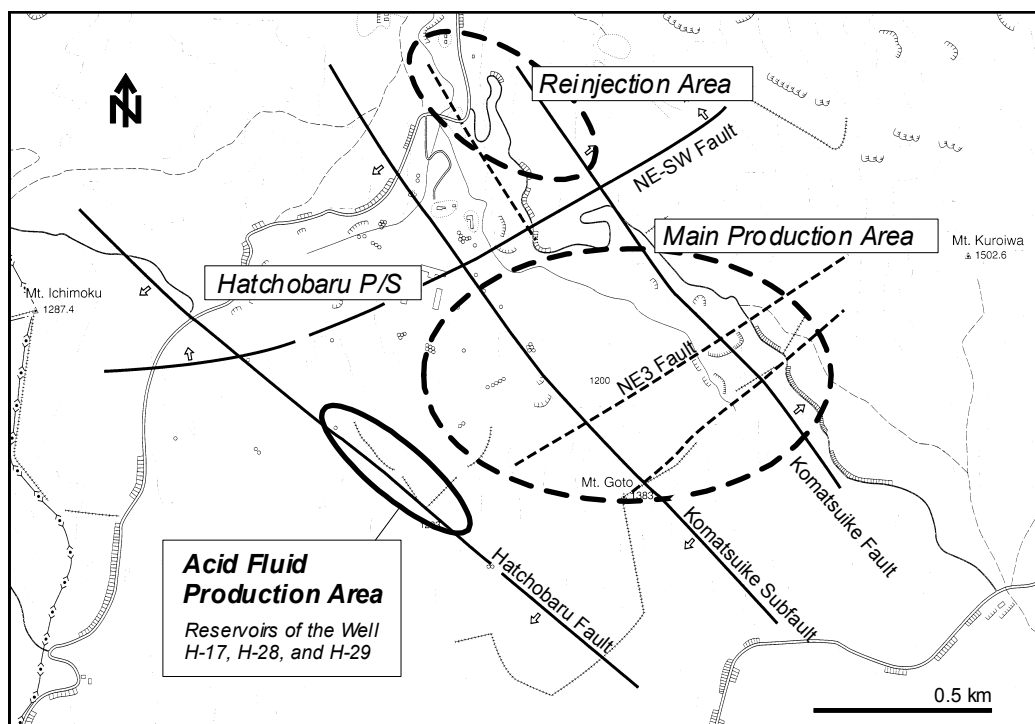 N
Reinjection Area
NE-SW Fault
Main Production Area
Mt. Kuroiwa
1502.6
Hatchobaru P/S
Mt. Ichimoku
1287.4
NE3 Fault
1200
Mt. Goto
1383
Komatsuike Fault
Komatsuike Subfault
Hatchobaru Fault
Acid Fluid
Production Area
Reservoirs of the Well
H-17, H-28, and H-29
0.5 km